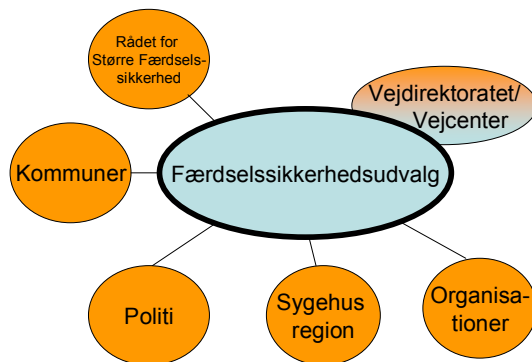 Rådet for
Større Færdsels-
sikkerhed
Vejdirektoratet/
Vejcenter
Kommuner
Færdselssikkerhedsudvalg
Politi
Sygehus
region
Organisa-
tioner